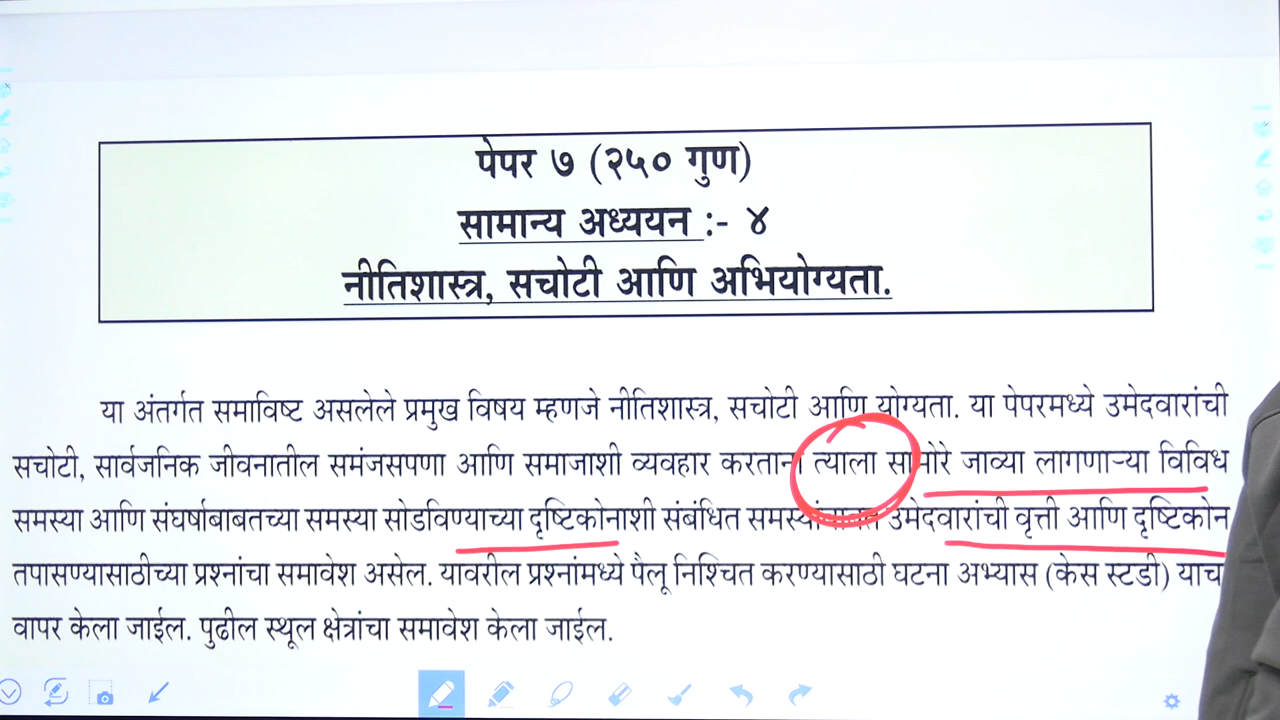 पेपर ७ (२५० गुण)
सामान्य अध्ययन :- ४
नीतिशास्त्र, सचोटी आणि अभियोग्यता.
या अंतर्गत समाविष्ट असलेले प्रमुख विषय म्हणजे नीतिशास्त्र, सचोटी आणि योग्यता. या पेपरमध्ये उमेदवारांची
सचोटी, सार्वजनिक जीवनातील समंजसपणा आणि समाजाशी व्यवहार करताना त्याला सामोरे जाव्या लागणाऱ्या विविध
समस्या आणि संघर्षाबाबतच्या समस्या सोडविण्याच्या दृष्टिकोनाशी संबंधित समस्यांबाबत उमेदवारांची वृत्ती आणि दृष्टिकोन
तपासण्यासाठीच्या प्रश्नांचा समावेश असेल. यावरील प्रश्नांमध्ये पैलू निश्चित करण्यासाठी घटना अभ्यास (केस स्टडी) याचा
वापर केला जाईल. पुढील स्थूल क्षेत्रांचा समावेश केला जाईल.